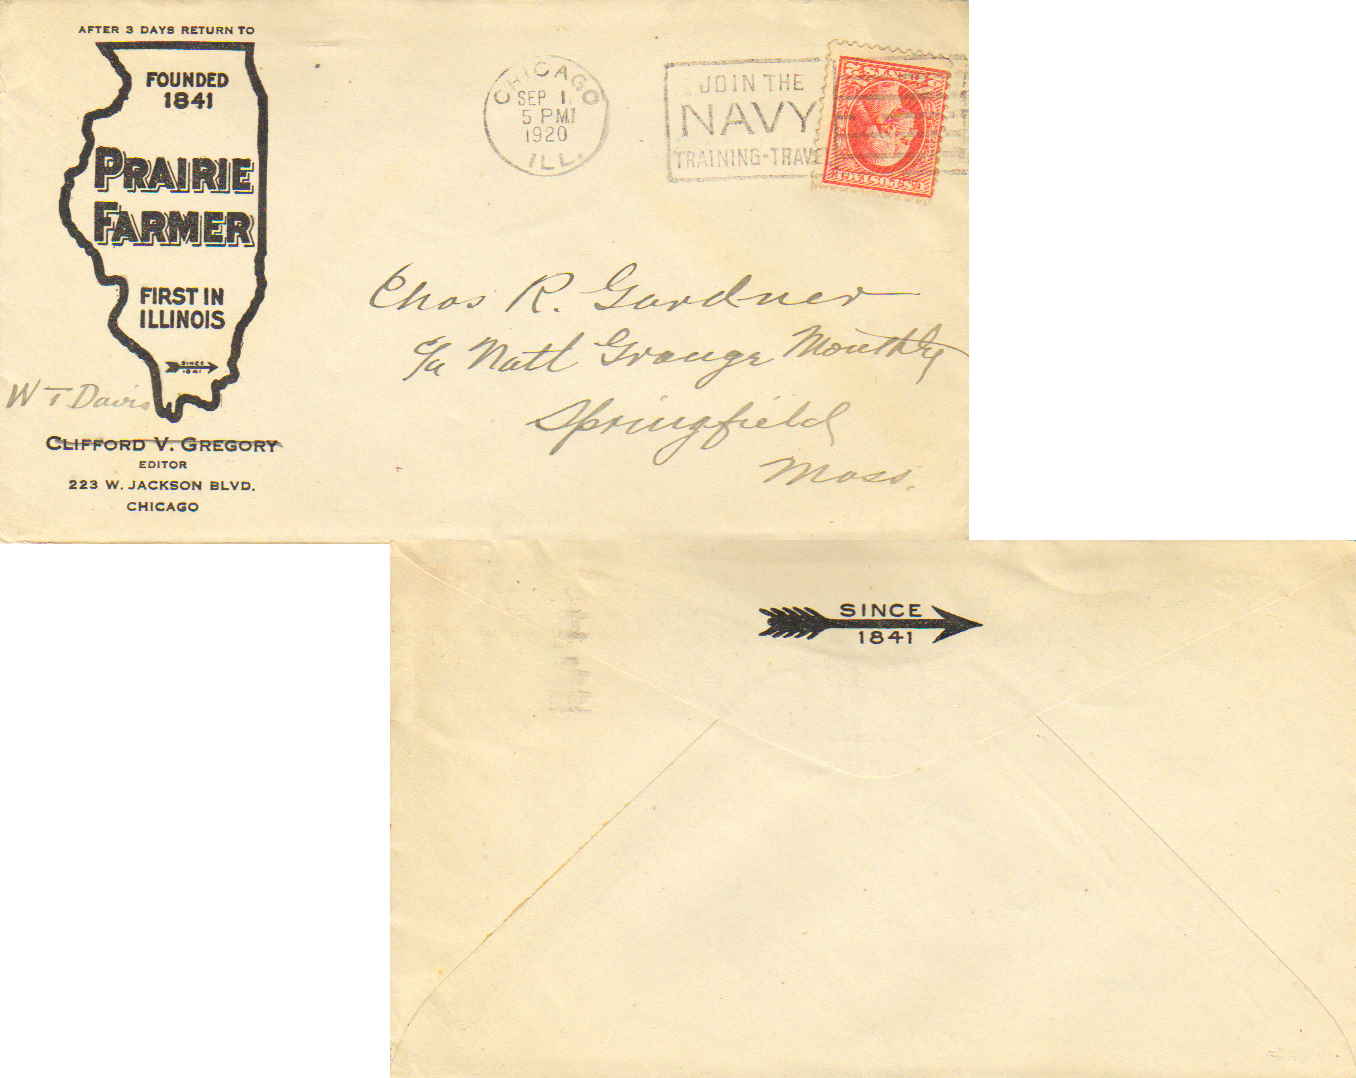 AFTER 3 DAYS RETURN TO
FOUNDED
1841
PRAIRIE
FARMER
FIRST IN
ILLINOIS
SINCE
1841
W T Davis
CLIFFORD V. GREGORY
EDITOR
223 W. JACKSON BLVD.
CHICAGO
CHICAGO
SEP 1
5 PM
1920
ILL.
JOIN THE
NAVY
TRAINING-TRAVE
Chas R. Gardner
c/o Natl Grange Monthly
Springfield
Mass.
SINCE
1841